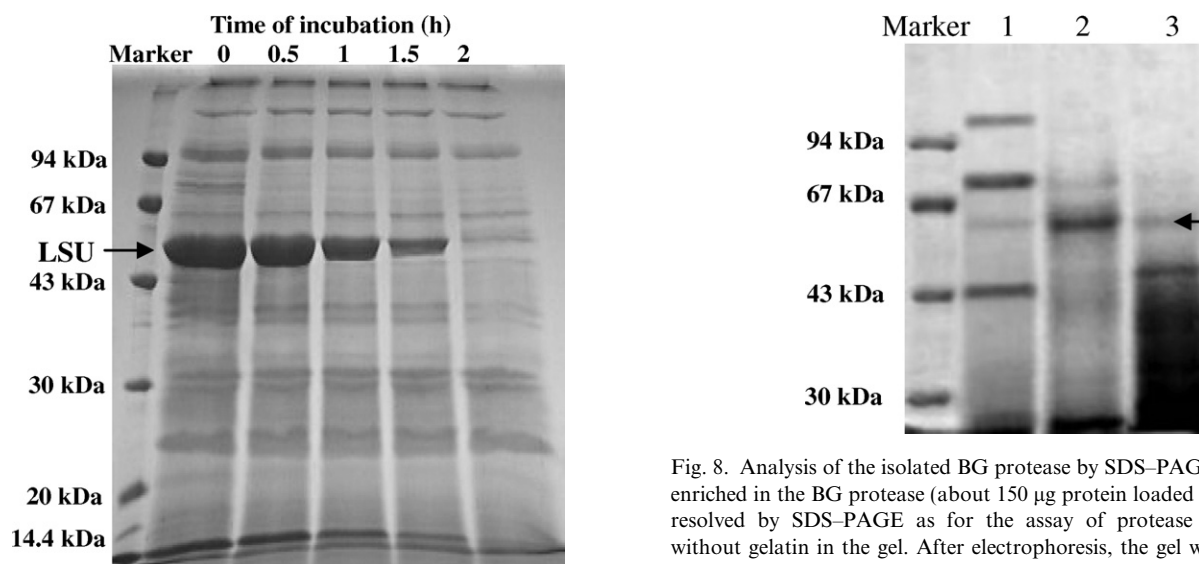 Time of incubation (h)
Marker 0 0.5 1 1.5 2
94 kDa
67 kDa
LSU
43 kDa
30 kDa
20 kDa
14.4 kDa
Marker 1 2 3
94 kDa
67 kDa
43 kDa
30 kDa
Fig. 8. Analysis of the isolated BG protease by SDS–PAG
enriched in the BG protease (about 150 μg protein loaded
resolved by SDS–PAGE as for the assay of protease
without gelatin in the gel. After electrophoresis, the gel w